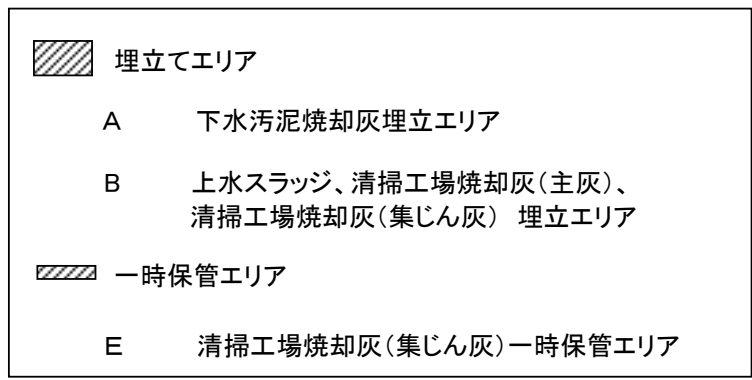 埋立てエリア
A 下水汚泥焼却灰埋立エリア
B 上水スラッジ、清掃工場焼却灰(主灰)、
清掃工場焼却灰(集じん灰) 埋立エリア
一時保管エリア
E 清掃工場焼却灰(集じん灰)一時保管エリア